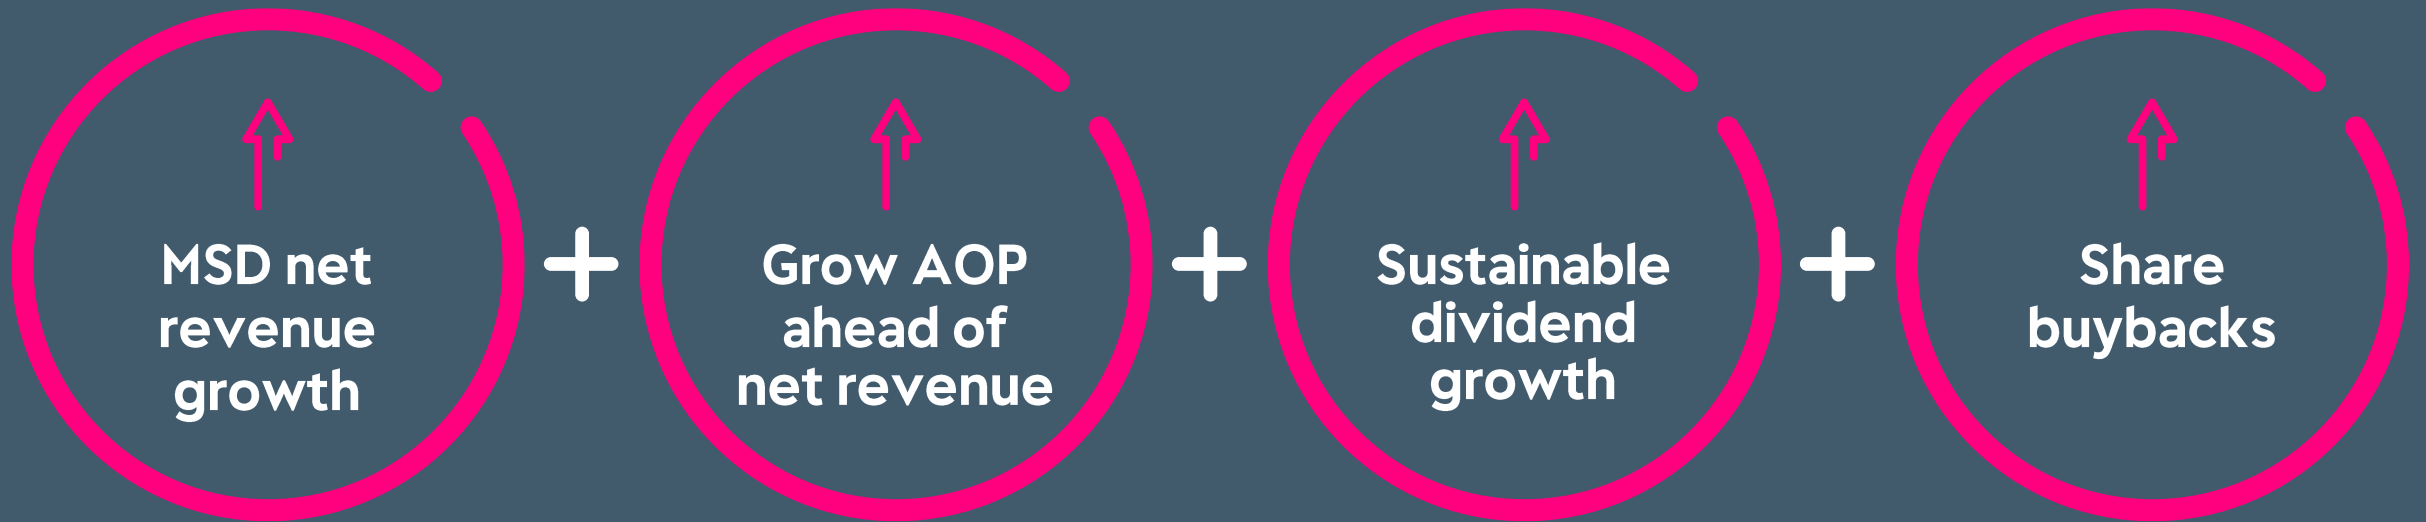 MSD net
revenue
growth
+
Grow AOP
ahead of
net revenue
+
Sustainable
dividend
growth
+
Share
buybacks